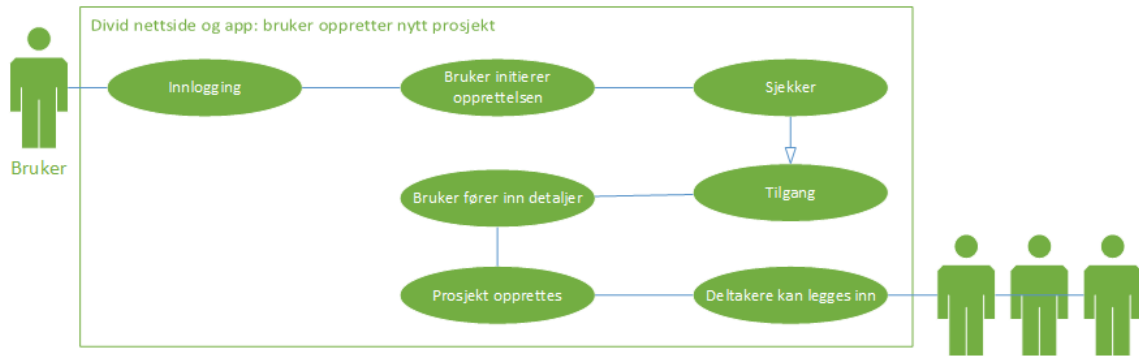 Divid nettside og app: bruker oppretter nytt prosjekt
Innlogging
Bruker initierer
opprettelsen
Sjekker
Bruker
Tilgang
Bruker fører inn detaljer
Prosjekt opprettes
Deltakere kan legges inn